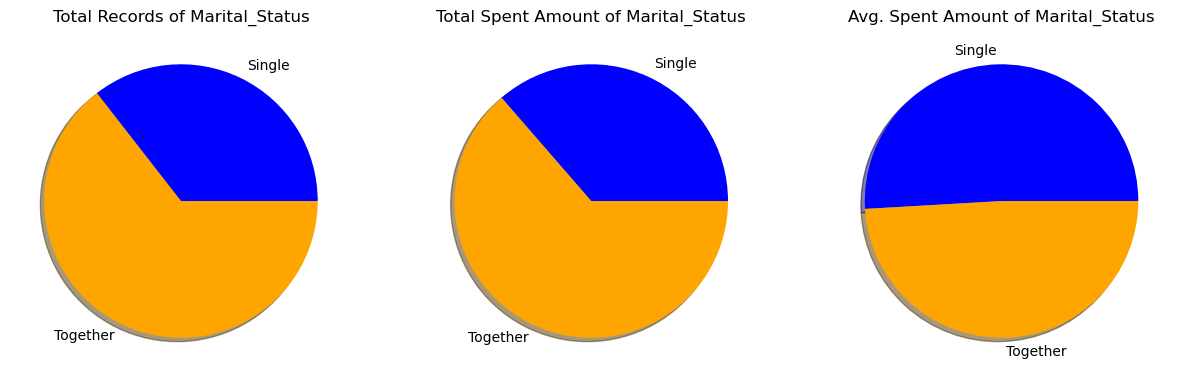 Total Records of Marital_Status
Single
Together
Total Spent Amount of Marital_Status
Single
Together
Avg. Spent Amount of Marital_Status
Single
Together